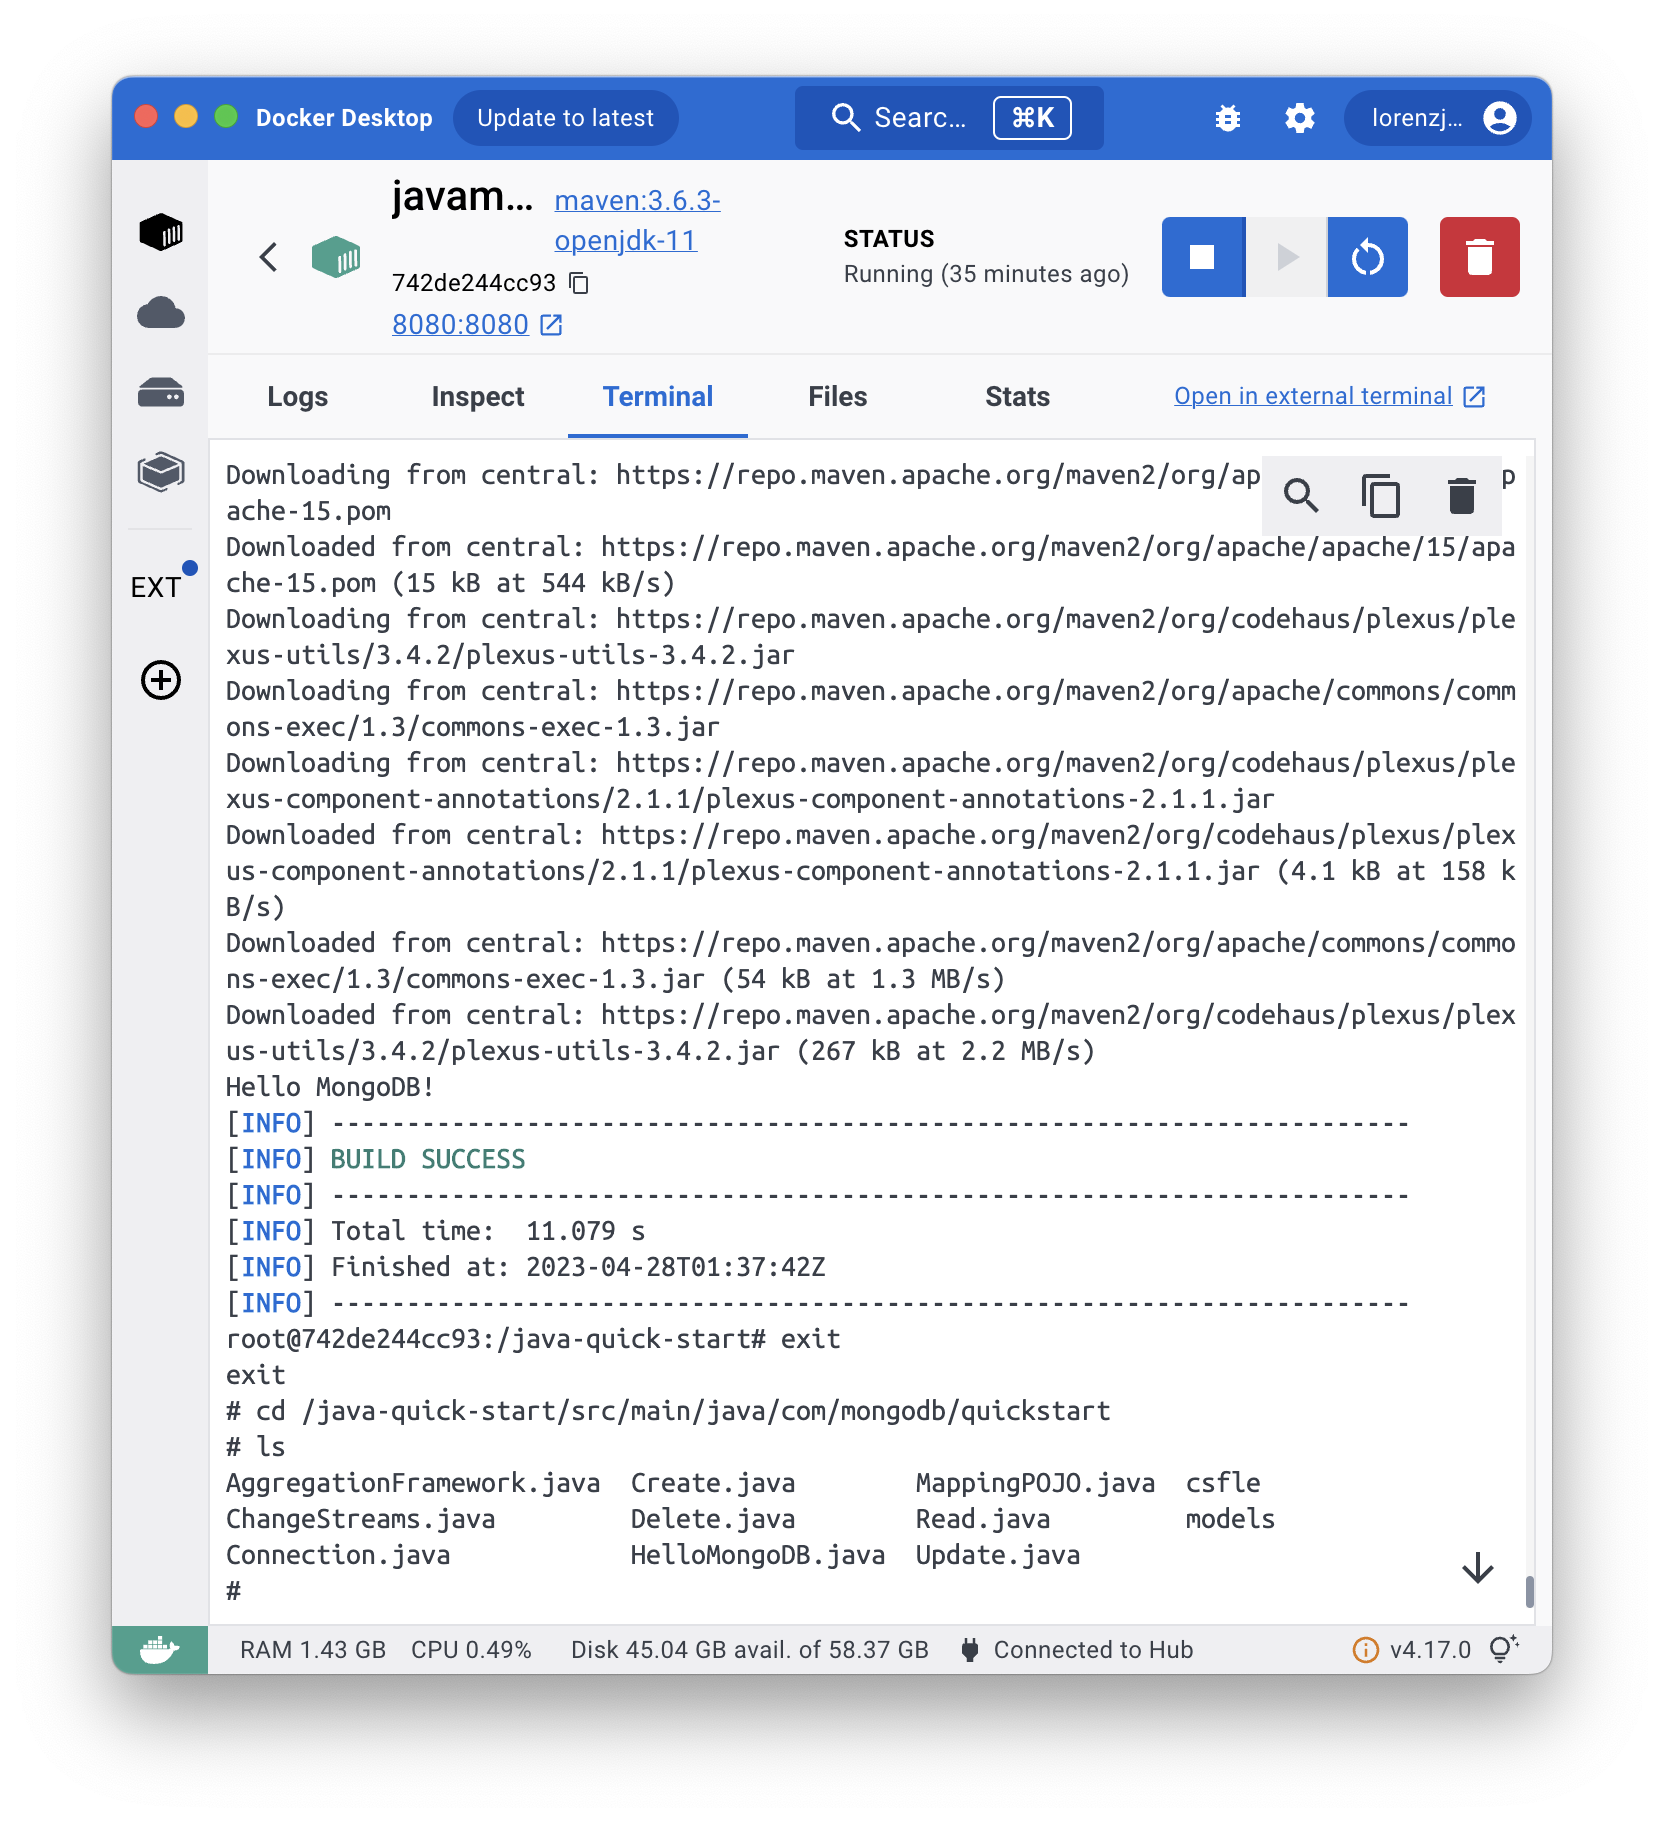 Docker Desktop Update to latest Searc... ⌘K lorenzj...
javam... maven:3.6.3-
openjdk-11
742de244cc93
8080:8080
STATUS
Running (35 minutes ago)
Logs Inspect Terminal Files Stats Open in external terminal
EXT
Downloading from central: https://repo.maven.apache.org/maven2/org/ap p
ache-15.pom
Downloaded from central: https://repo.maven.apache.org/maven2/org/apache/apache/15/apa
che-15.pom (15 kB at 544 kB/s)
Downloading from central: https://repo.maven.apache.org/maven2/org/codehaus/plexus/ple
xus-utils/3.4.2/plexus-utils-3.4.2.jar
Downloading from central: https://repo.maven.apache.org/maven2/org/apache/commons/comm
ons-exec/1.3/commons-exec-1.3.jar
Downloading from central: https://repo.maven.apache.org/maven2/org/codehaus/plexus/ple
xus-component-annotations/2.1.1/plexus-component-annotations-2.1.1.jar
Downloaded from central: https://repo.maven.apache.org/maven2/org/codehaus/plexus/plex
us-component-annotations/2.1.1/plexus-component-annotations-2.1.1.jar (4.1 kB at 158 k
B/s)
Downloaded from central: https://repo.maven.apache.org/maven2/org/apache/commons/commo
ns-exec/1.3/commons-exec-1.3.jar (54 kB at 1.3 MB/s)
Downloaded from central: https://repo.maven.apache.org/maven2/org/codehaus/plexus/plex
us-utils/3.4.2/plexus-utils-3.4.2.jar (267 kB at 2.2 MB/s)
Hello MongoDB!
[INFO] ------------------------------------------------------------------------
[INFO] BUILD SUCCESS
[INFO] ------------------------------------------------------------------------
[INFO] Total time:  11.079 s
[INFO] Finished at: 2023-04-28T01:37:42Z
[INFO] ------------------------------------------------------------------------
root@742de244cc93:/java-quick-start# exit
exit
# cd /java-quick-start/src/main/java/com/mongodb/quickstart
# ls
AggregationFramework.java  Create.java        MappingPOJO.java  csfle
ChangeStreams.java         Delete.java        Read.java         models
Connection.java            HelloMongoDB.java  Update.java
#
RAM 1.43 GB CPU 0.49% Disk 45.04 GB avail. of 58.37 GB Connected to Hub v4.17.0